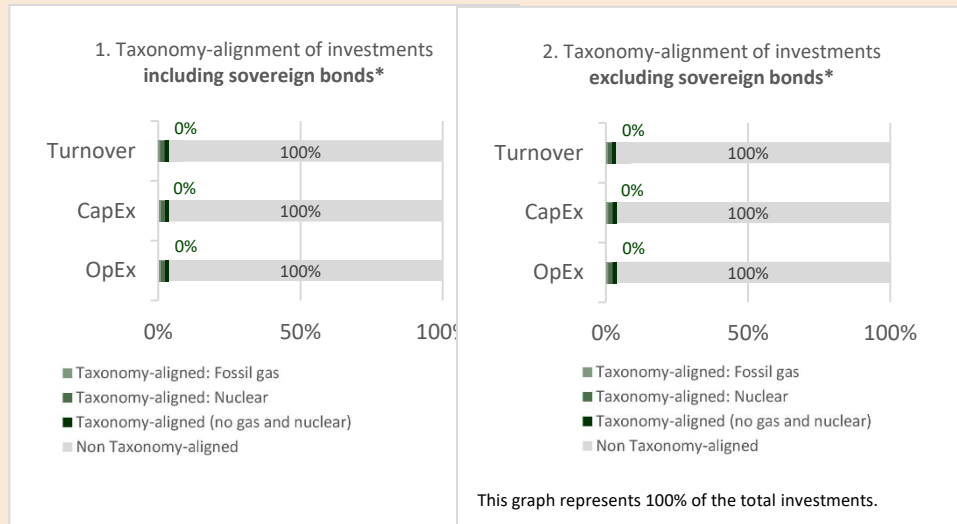 1. Taxonomy-alignment of investments
including sovereign bonds*
0%
Turnover
100%
0%
CapEx
100%
0%
OpEx
100%
0%
50%
100%
Taxonomy-aligned: Fossil gas
Taxonomy-aligned: Nuclear
Taxonomy-aligned (no gas and nuclear)
Non Taxonomy-aligned
2. Taxonomy-alignment of investments
excluding sovereign bonds*
0%
Turnover
100%
0%
CapEx
100%
0%
OpEx
100%
0%
50%
100%
Taxonomy-aligned: Fossil gas
Taxonomy-aligned: Nuclear
Taxonomy-aligned (no gas and nuclear)
Non Taxonomy-aligned
This graph represents 100% of the total investments.